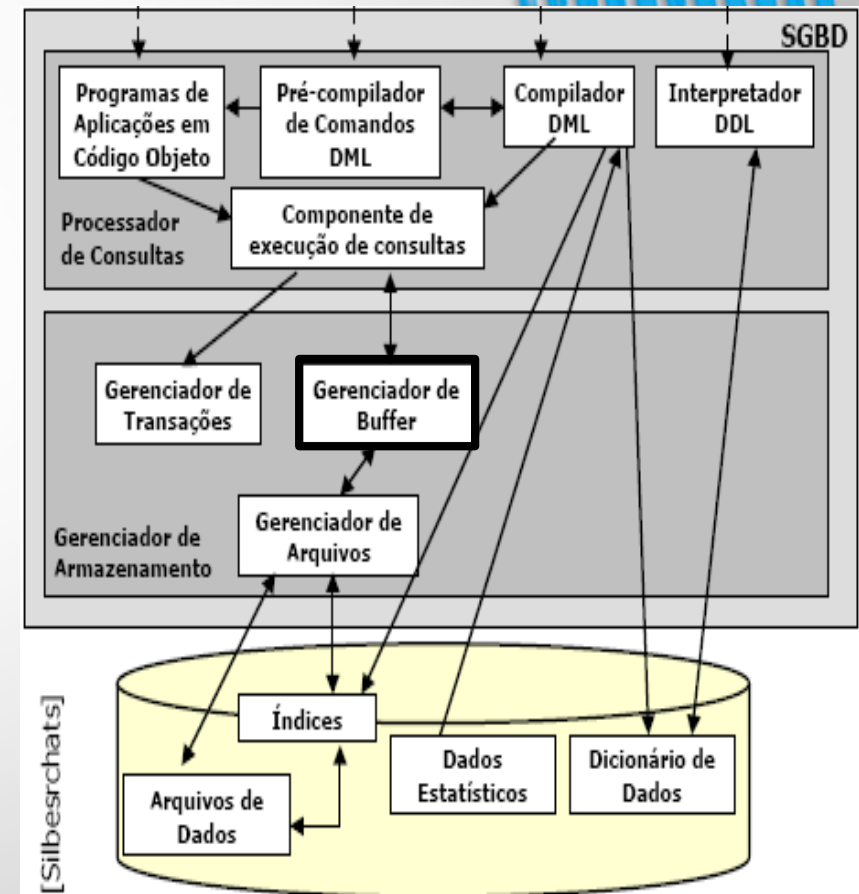 SGBD
Programas de
Aplicações em
Código Objeto
Pré-compilador
de Comandos
DML
Compilador
DML
Interpretador
DDL
Processador
de Consultas
Componente de
execução de consultas
Gerenciador de
Transações
Gerenciador de
Buffer
Gerenciador de
Armazenamento
Gerenciador de
Arquivos
Índices
Arquivos de
Dados
Dados
Estatísticos
Dicionário de
Dados
[Silbesrchats]